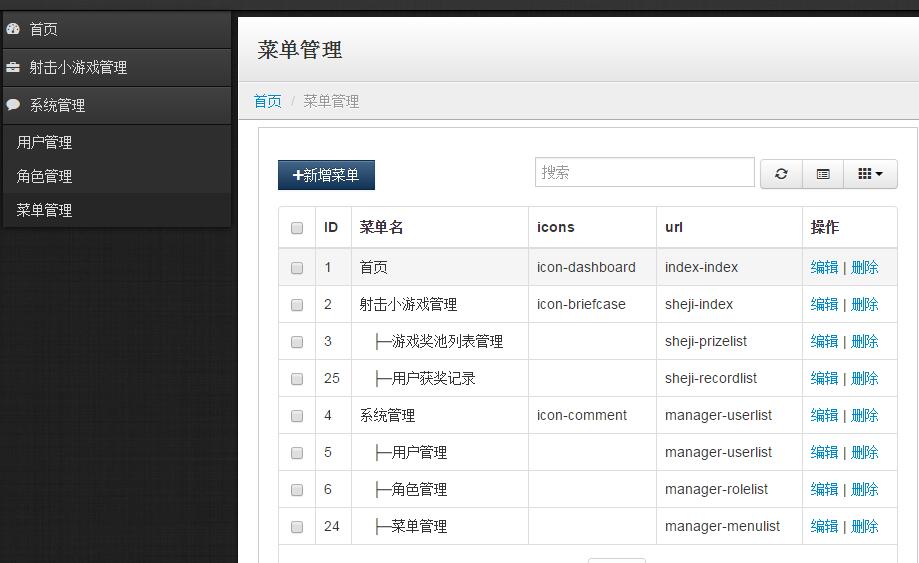 首页
射击小游戏管理
系统管理
用户管理
角色管理
菜单管理
菜单管理
首页 / 菜单管理
+新增菜单
搜索
ID 菜单名 icons url 操作
1 首页 icon-dashboard index-index 编辑 | 删除
2 射击小游戏管理 icon-briefcase sheji-index 编辑 | 删除
3 ├─游戏奖池列表管理 sheji-prizelist 编辑 | 删除
25 ├─用户获奖记录 sheji-recordlist 编辑 | 删除
4 系统管理 icon-comment manager-userlist 编辑 | 删除
5 ├─用户管理 manager-userlist 编辑 | 删除
6 ├─角色管理 manager-rolelist 编辑 | 删除
24 ├─菜单管理 manager-menulist 编辑 | 删除